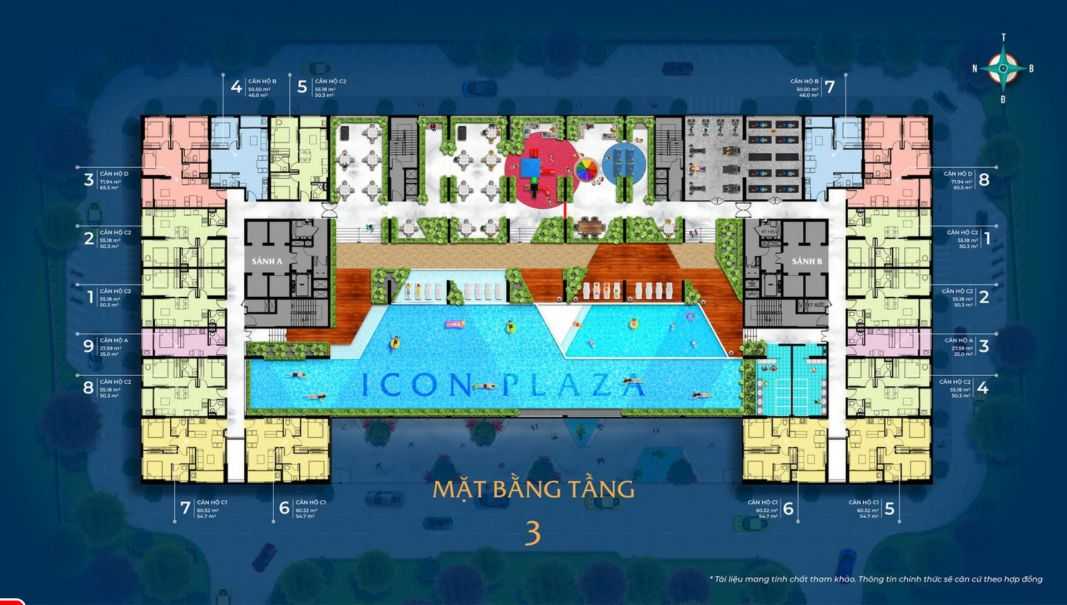 T
N
B
Đ
4
CĂN HỘ B
50.00 m²
46.0 m²
5
CĂN HỘ C2
55.18 m²
50.3 m²
CĂN HỘ B
50.00 m²
46.0 m²
7
3
CĂN HỘ D
71.94 m²
65.5 m²
CĂN HỘ D
71.94 m²
65.5 m²
8
2
CĂN HỘ C2
55.18 m²
50.3 m²
CĂN HỘ C2
55.18 m²
50.3 m²
1
SẢNH A
SẢNH B
1
CĂN HỘ C2
55.18 m²
50.3 m²
CĂN HỘ C2
55.18 m²
50.3 m²
2
9
CĂN HỘ A
27.59 m²
25.0 m²
CĂN HỘ A
27.59 m²
25.0 m²
3
8
CĂN HỘ C2
55.18 m²
50.3 m²
CĂN HỘ C2
55.18 m²
50.3 m²
4
ICON PLAZA
7
CĂN HỘ C1
60.52 m²
54.7 m²
6
CĂN HỘ C1
60.52 m²
54.7 m²
CĂN HỘ C1
60.52 m²
54.7 m²
6
CĂN HỘ C1
60.52 m²
54.7 m²
5
MẶT BẰNG TẦNG
3
* Tài liệu mang tính chất tham khảo. Thông tin chính thức sẽ căn cứ theo hợp đồng